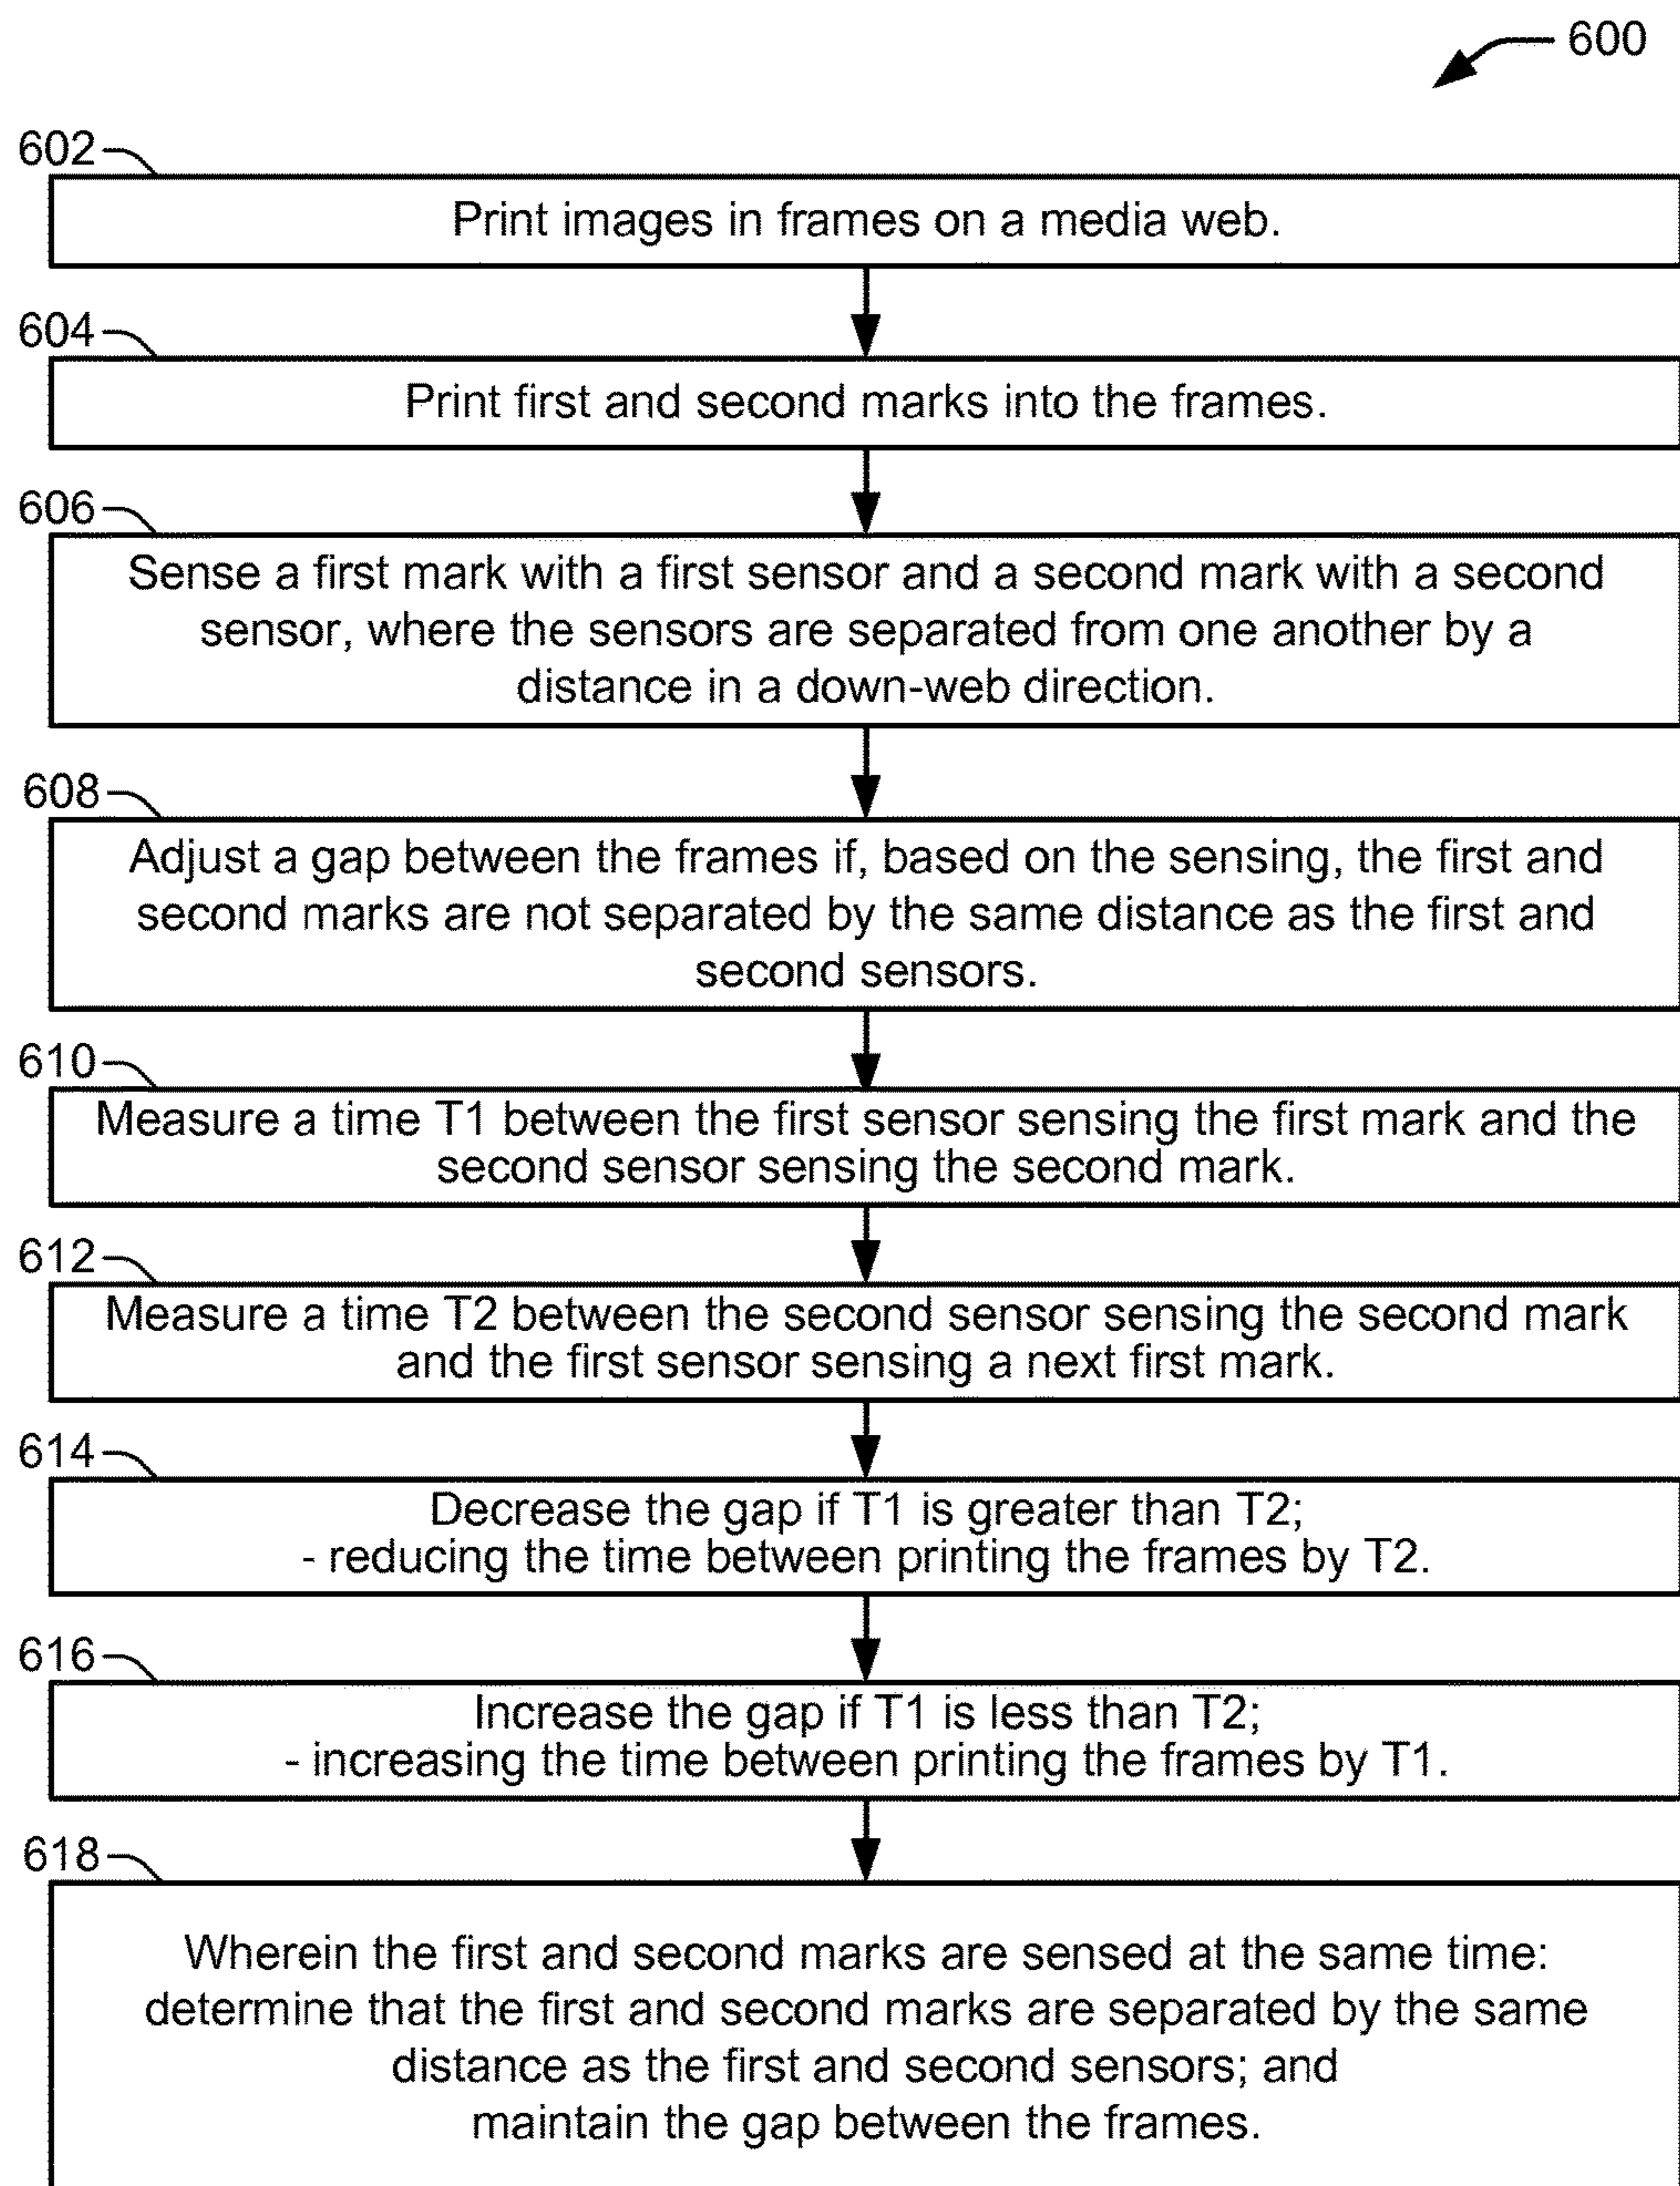 600
602
Print images in frames on a media web.
604
Print first and second marks into the frames.
606
Sense a first mark with a first sensor and a second mark with a second
sensor, where the sensors are separated from one another by a
distance in a down-web direction.
608
Adjust a gap between the frames if, based on the sensing, the first and
second marks are not separated by the same distance as the first and
second sensors.
610
Measure a time T1 between the first sensor sensing the first mark and the
second sensor sensing the second mark.
612
Measure a time T2 between the second sensor sensing the second mark
and the first sensor sensing a next first mark.
614
Decrease the gap if T1 is greater than T2;
- reducing the time between printing the frames by T2.
616
Increase the gap if T1 is less than T2;
- increasing the time between printing the frames by T1.
618
Wherein the first and second marks are sensed at the same time:
determine that the first and second marks are separated by the same
distance as the first and second sensors; and
maintain the gap between the frames.